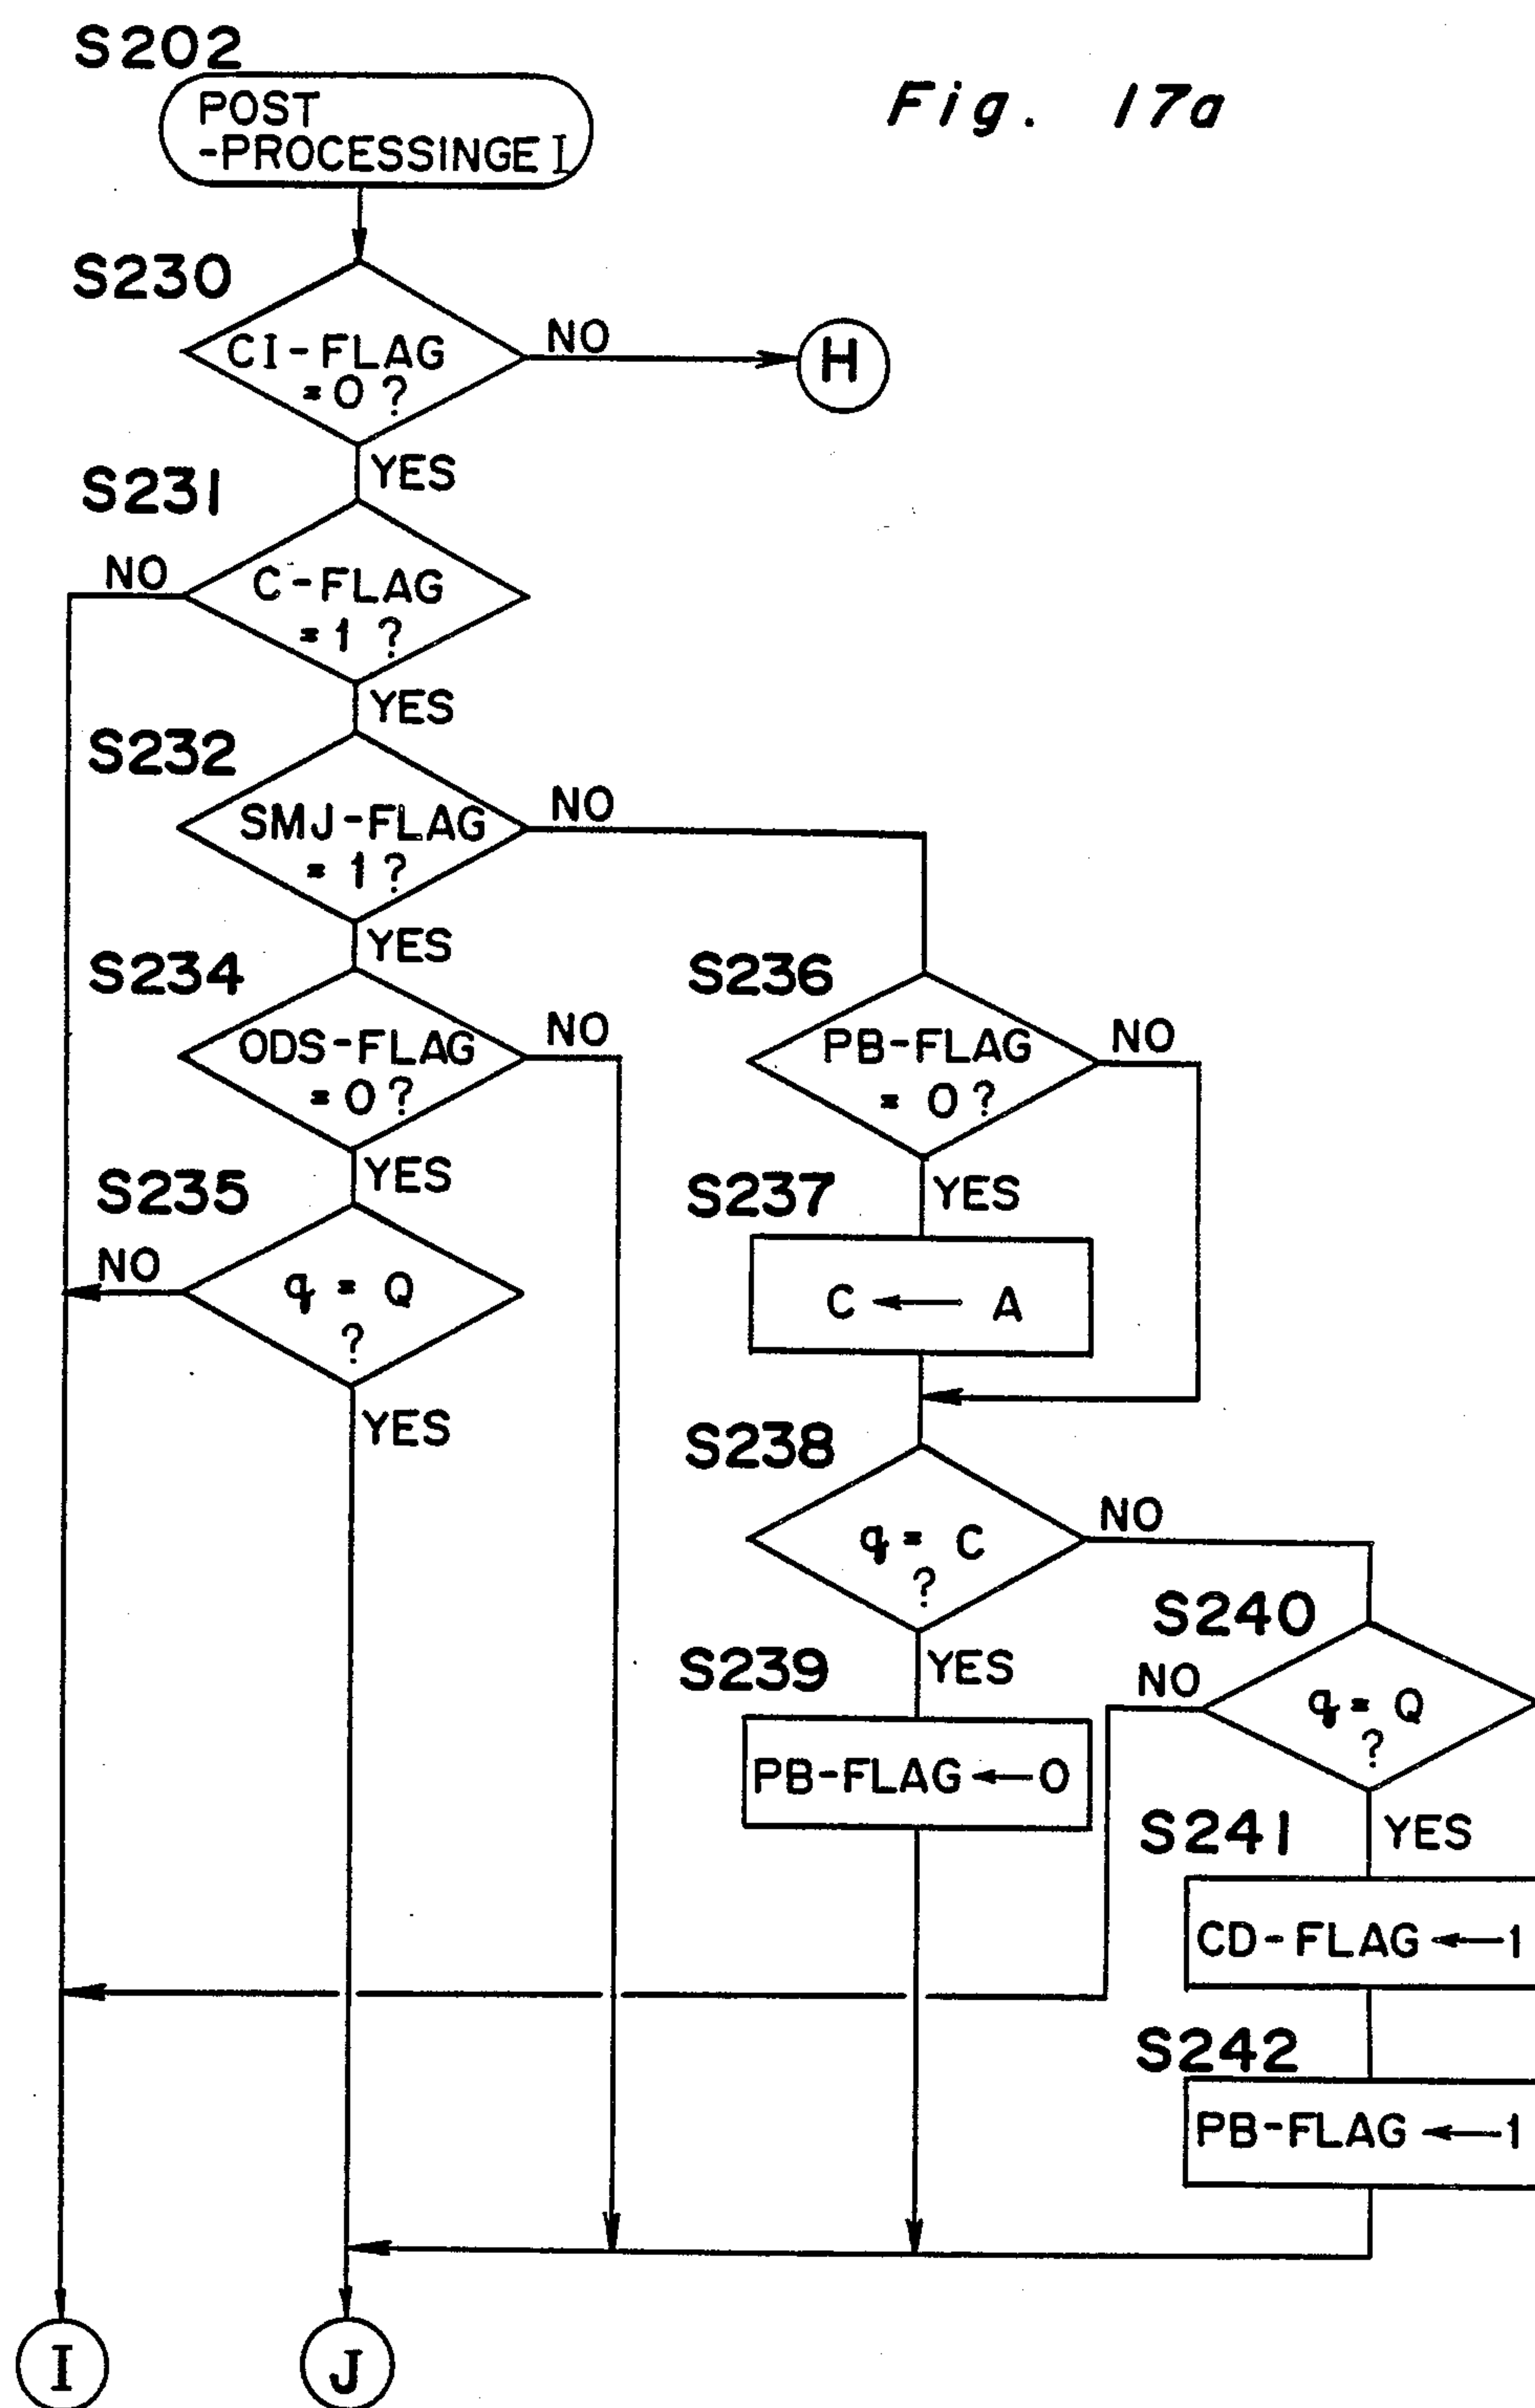 S202
Fig. 17a
POST
-PROCESSINGE I
S230
CI-FLAG
=0 ?
NO
H
YES
S231
NO
C-FLAG
=1 ?
YES
S232
SMJ-FLAG
= 1 ?
NO
YES
S234
ODS-FLAG
=0 ?
NO
YES
S235
NO
q = Q
?
YES
S236
PB-FLAG
= 0 ?
NO
S237
YES
C ← A
S238
q = C
?
NO
S239
YES
PB-FLAG ← 0
S240
NO
q = Q
?
S241
YES
CD-FLAG ← 1
S242
PB-FLAG ← 1
I
J